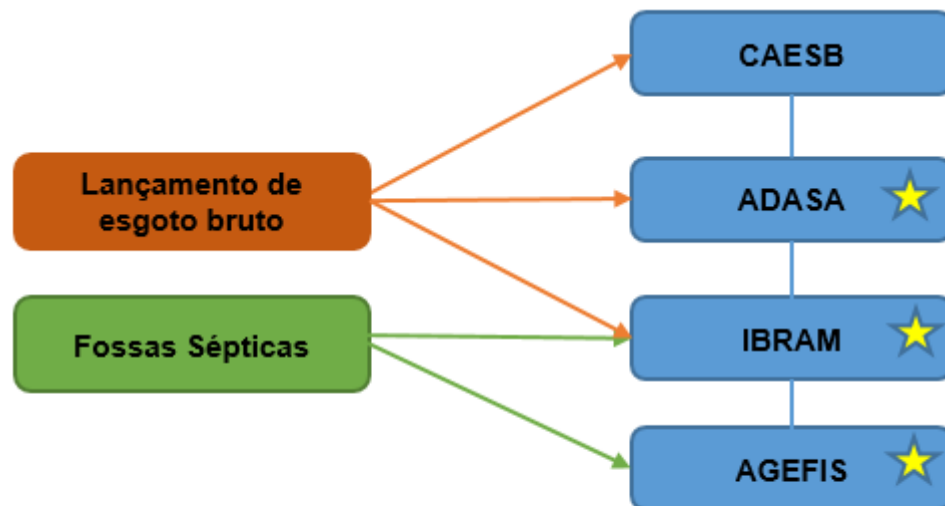 CAESB
Lançamento de
esgoto bruto
ADASA
Fossas Sépticas
IBRAM
AGEFIS